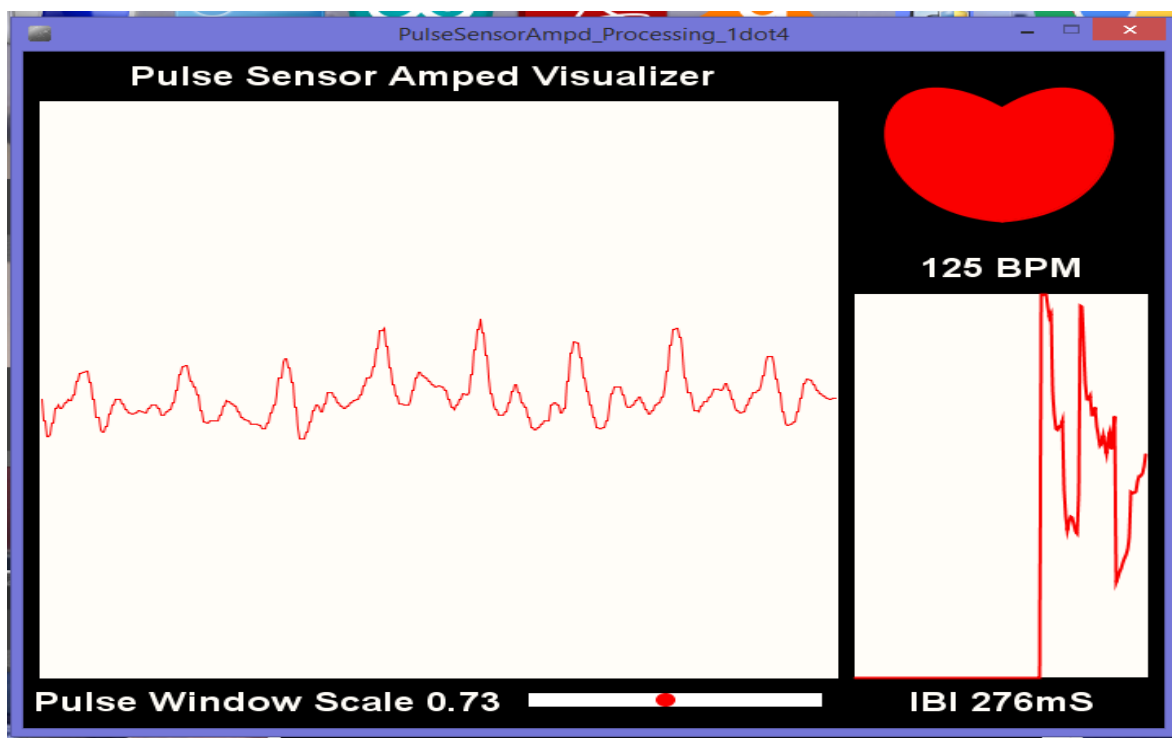 PulseSensorAmpd_Processing_1dot4
Pulse Sensor Amped Visualizer
125 BPM
Pulse Window Scale 0.73
IBI 276mS